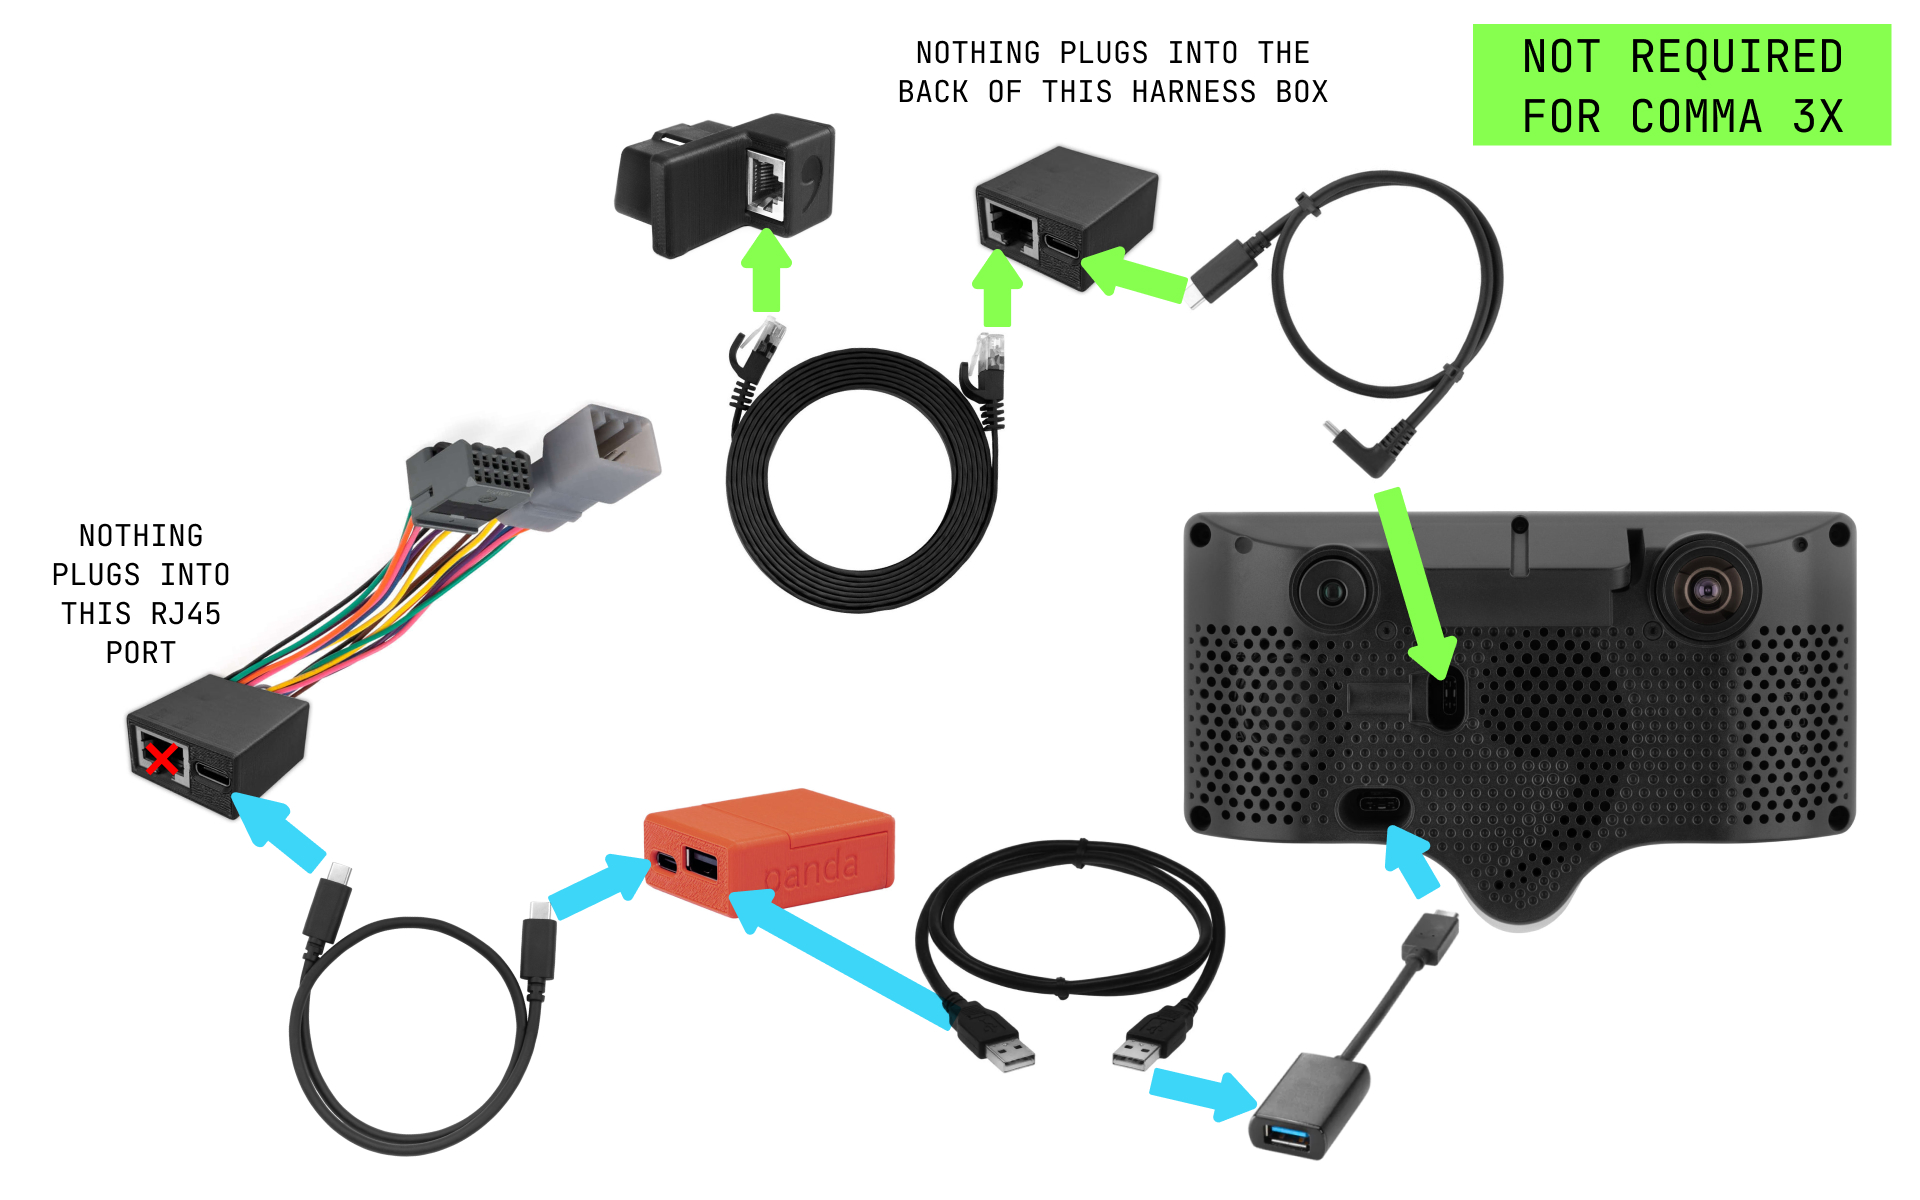 NOTHING PLUGS INTO THE
BACK OF THIS HARNESS BOX
NOT REQUIRED
FOR COMMA 3X
NOTHING
PLUGS INTO
THIS RJ45
PORT
panda